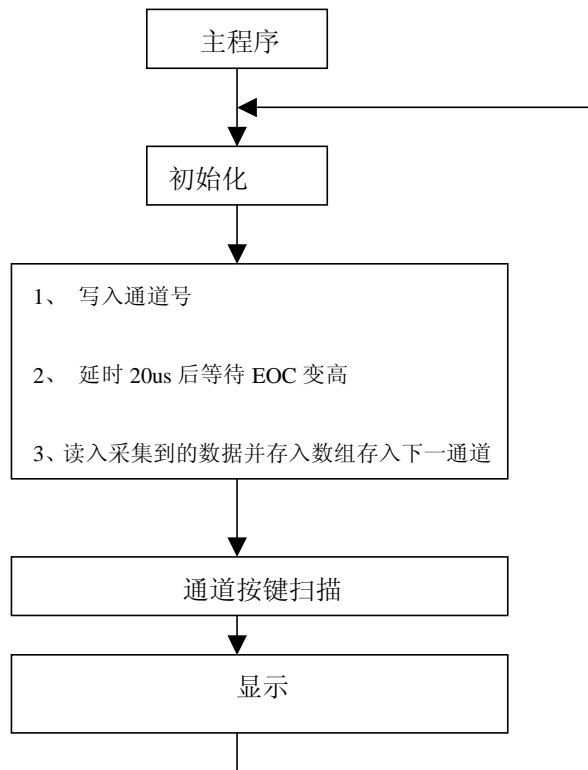 主程序
初始化
1、 写入通道号
2、 延时 20us 后等待 EOC 变高
3、读入采集到的数据并存入数组存入下一通道
通道按键扫描
显示